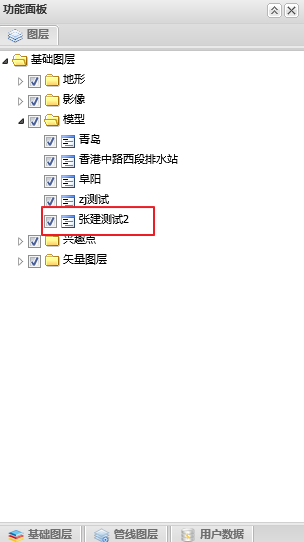 功能面板
图层
基础图层
地形
影像
模型
青岛
香港中路西段排水站
阜阳
zj测试
张建测试2
兴趣点
矢量图层
基础图层 管线图层 用户数据